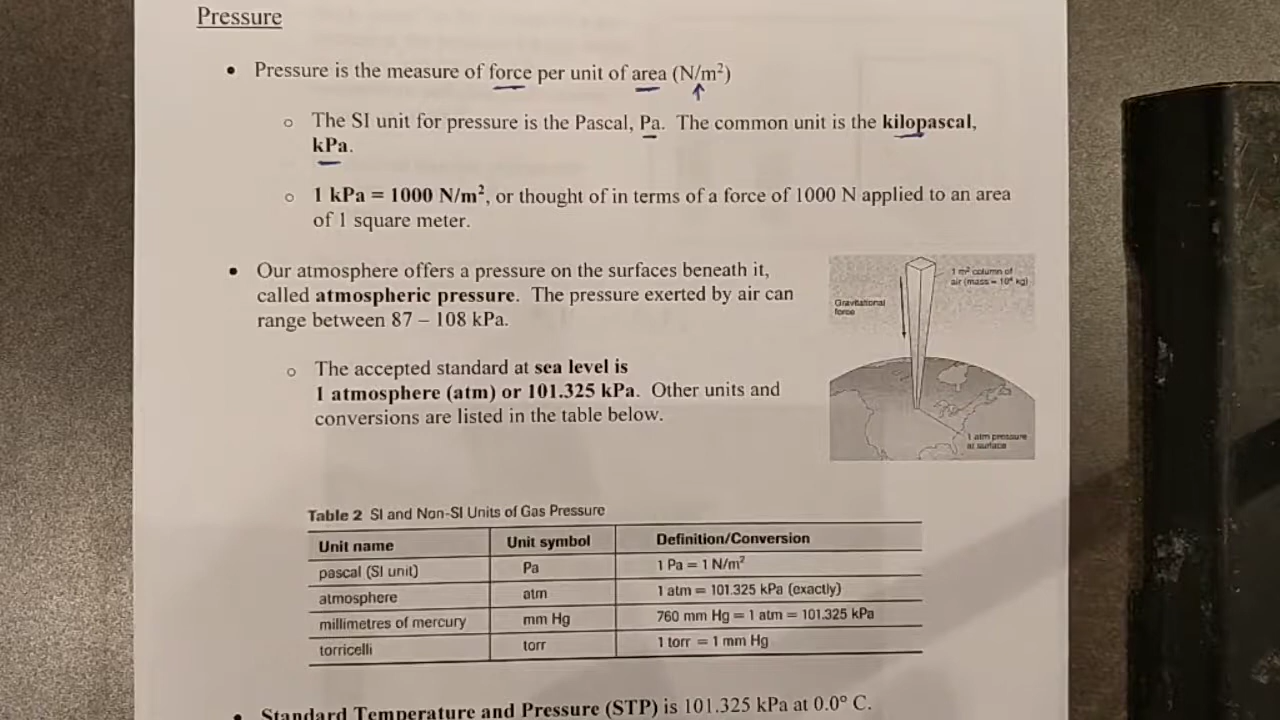 Pressure
• Pressure is the measure of force per unit of area (N/m²)
o The SI unit for pressure is the Pascal, Pa. The common unit is the kilopascal,
kPa.
o 1 kPa = 1000 N/m², or thought of in terms of a force of 1000 N applied to an area
of 1 square meter.
• Our atmosphere offers a pressure on the surfaces beneath it,
called atmospheric pressure. The pressure exerted by air can
range between 87 – 108 kPa.
1 m² column of
air (mass = 10⁴ kg)
Gravitational
force
o The accepted standard at sea level is
1 atmosphere (atm) or 101.325 kPa. Other units and
conversions are listed in the table below.
1 atm pressure
at surface
Table 2 SI and Non-SI Units of Gas Pressure
Unit name Unit symbol Definition/Conversion
pascal (SI unit) Pa 1 Pa = 1 N/m²
atmosphere atm 1 atm = 101.325 kPa (exactly)
millimetres of mercury mm Hg 760 mm Hg = 1 atm = 101.325 kPa
torricelli torr 1 torr = 1 mm Hg
• Standard Temperature and Pressure (STP) is 101.325 kPa at 0.0° C.